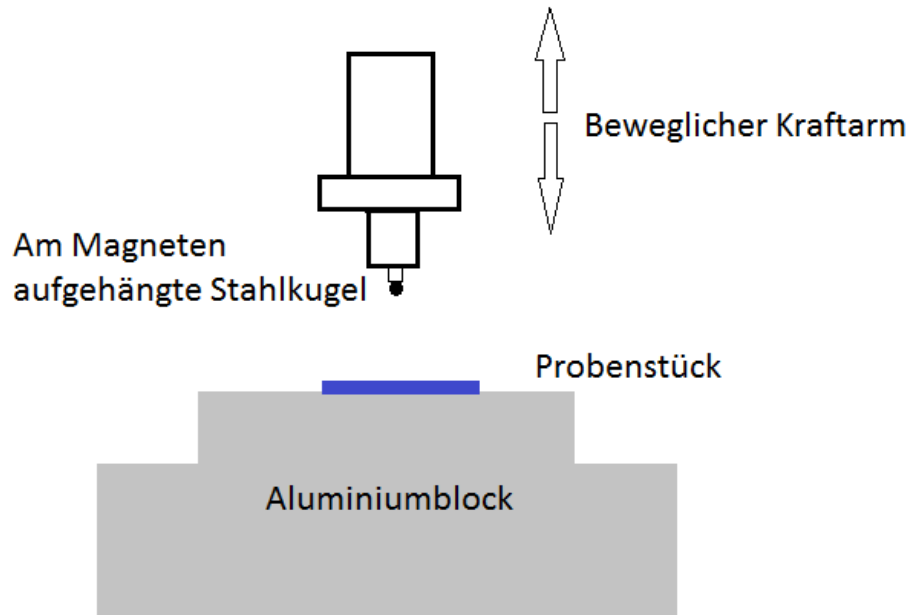 Beweglicher Kraftarm
Am Magneten
aufgehängte Stahlkugel
Probenstück
Aluminiumblock